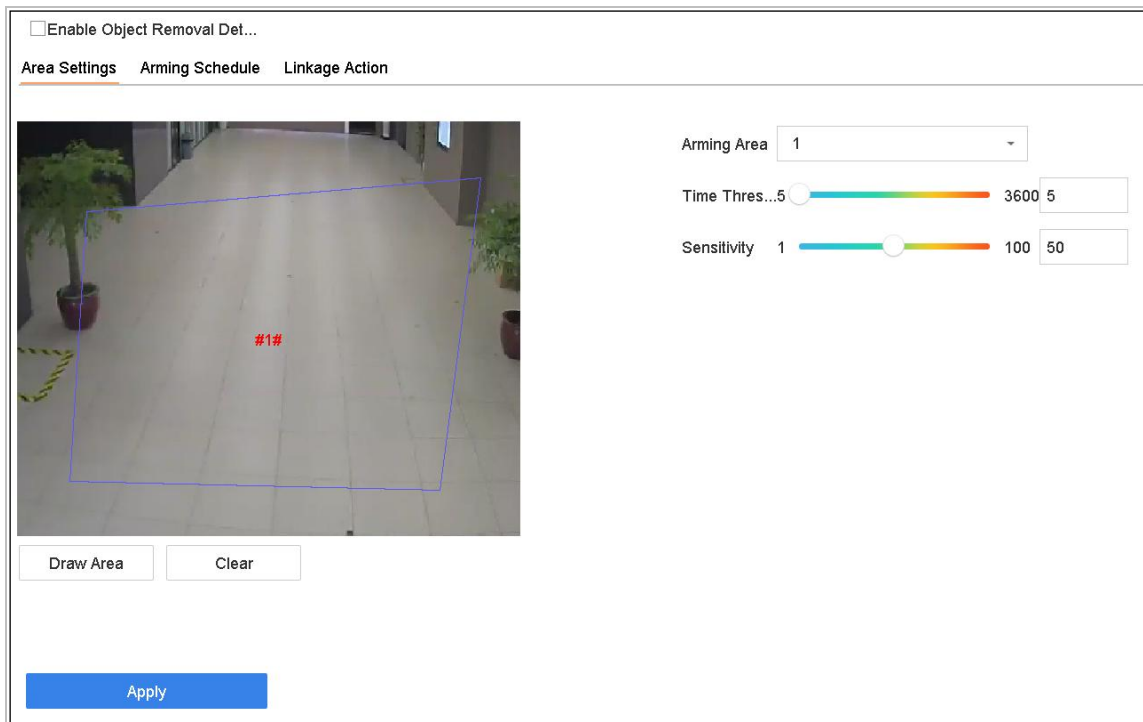 Enable Object Removal Det...
Area Settings Arming Schedule Linkage Action
Arming Area 1
Time Thres...5 3600 5
Sensitivity 1 100 50
#1#
Draw Area Clear
Apply